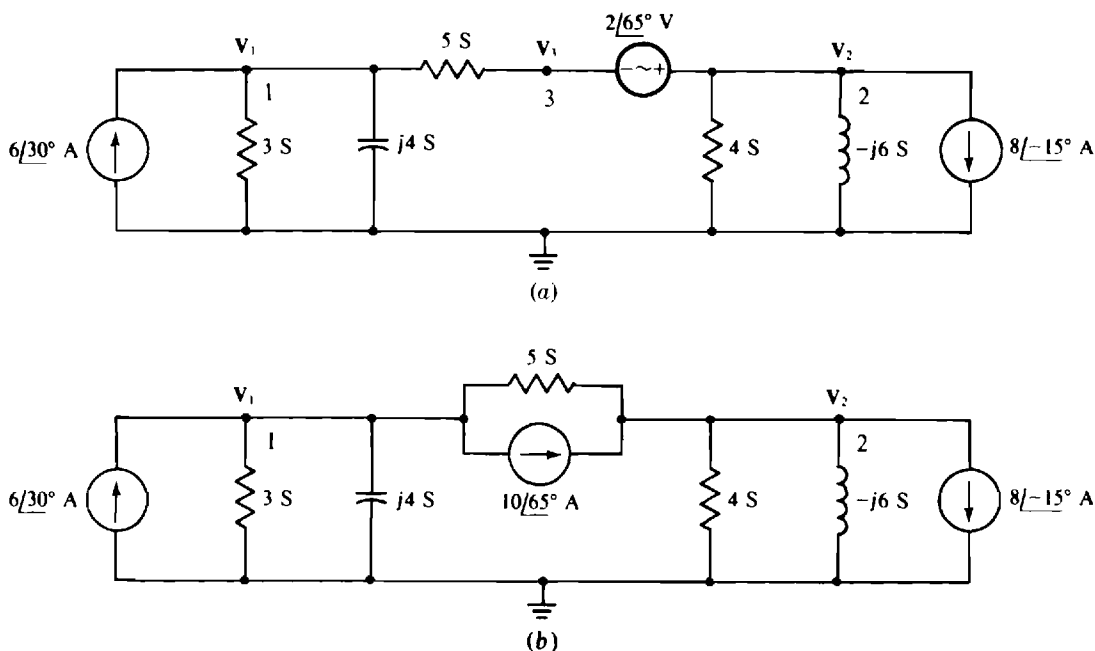 2/65° V
5 S
V₁
V₃
V₂
1
3
2
6/30° A
3 S
j4 S
4 S
-j6 S
8/-15° A
(a)
5 S
V₁
V₂
1
2
6/30° A
3 S
j4 S
10/65° A
4 S
-j6 S
8/-15° A
(b)